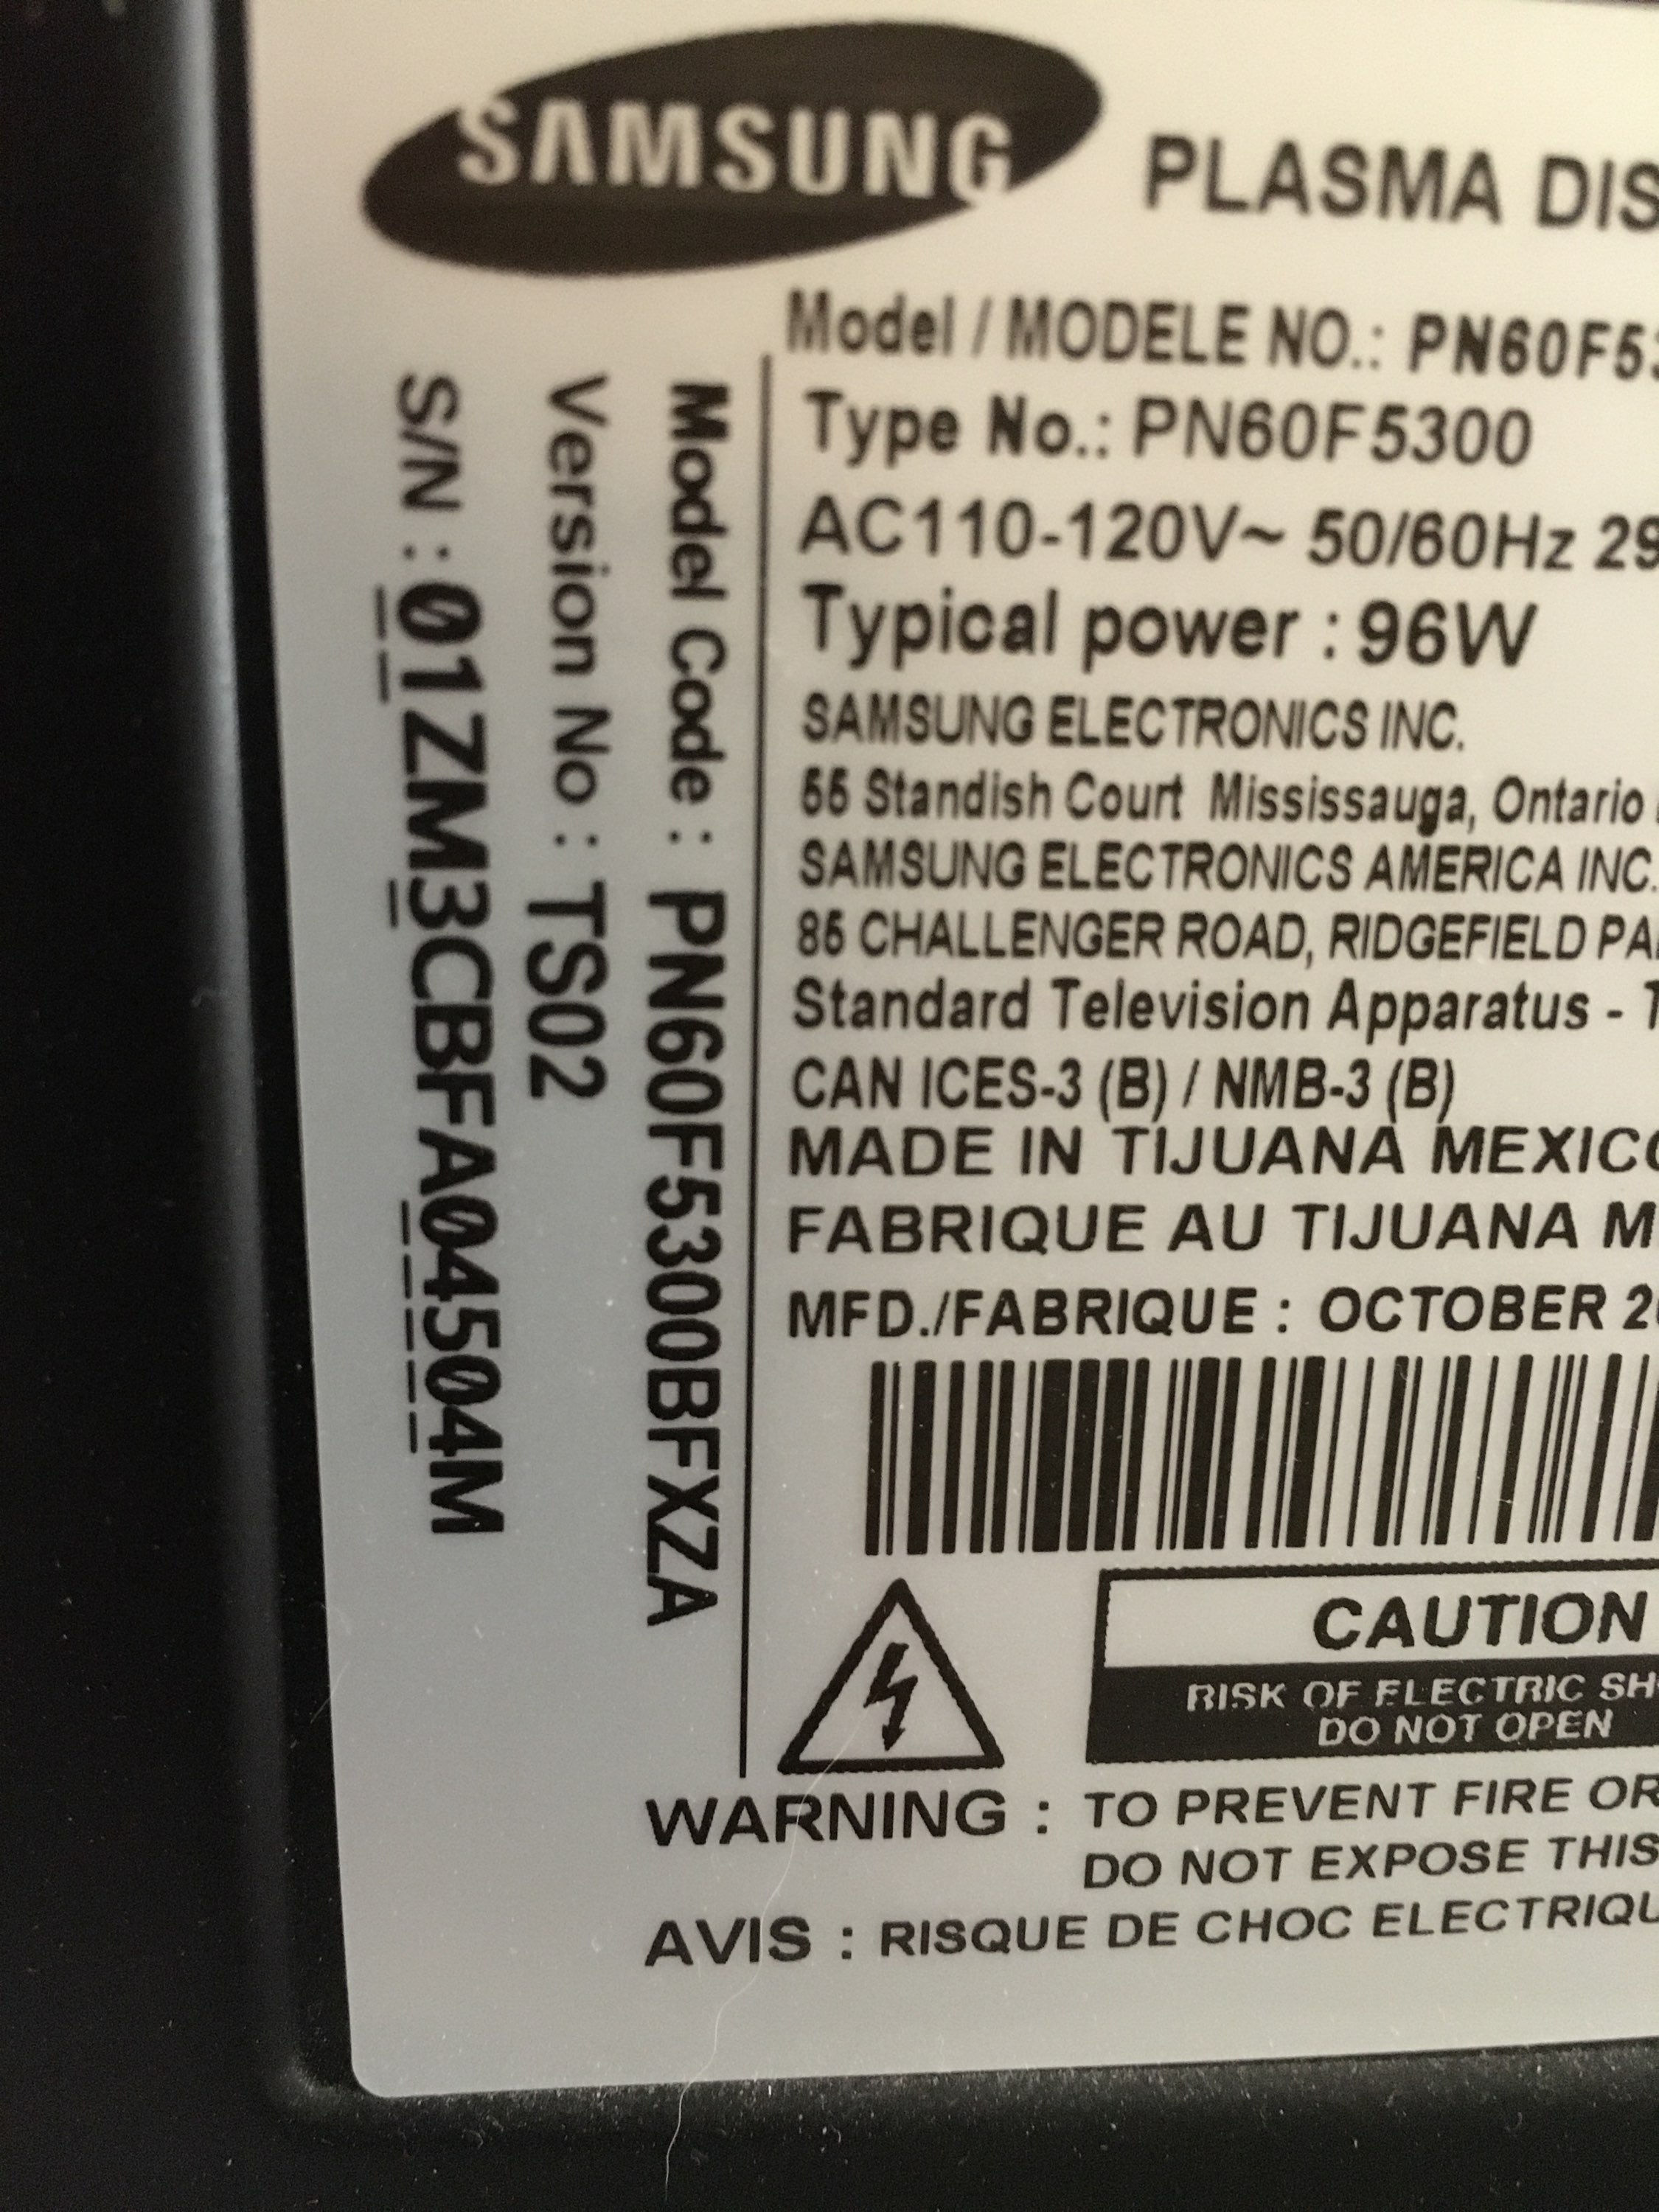 SAMSUNG
PLASMA DIS
Model / MODELE NO.: PN60F53
Type No.: PN60F5300
AC110-120V~ 50/60Hz 29
Typical power : 96W
SAMSUNG ELECTRONICS INC.
55 Standish Court Mississauga, Ontario
SAMSUNG ELECTRONICS AMERICA INC.
85 CHALLENGER ROAD, RIDGEFIELD PA
Standard Television Apparatus - T
CAN ICES-3 (B) / NMB-3 (B)
MADE IN TIJUANA MEXICO
FABRIQUE AU TIJUANA M
MFD./FABRIQUE : OCTOBER 20
Model Code : PN60F5300BFXZA
Version No : TS02
S/N : 01ZM3CBFA04504M
CAUTION
RISK OF ELECTRIC SH
DO NOT OPEN
WARNING : TO PREVENT FIRE OR
DO NOT EXPOSE THIS
AVIS : RISQUE DE CHOC ELECTRIQU